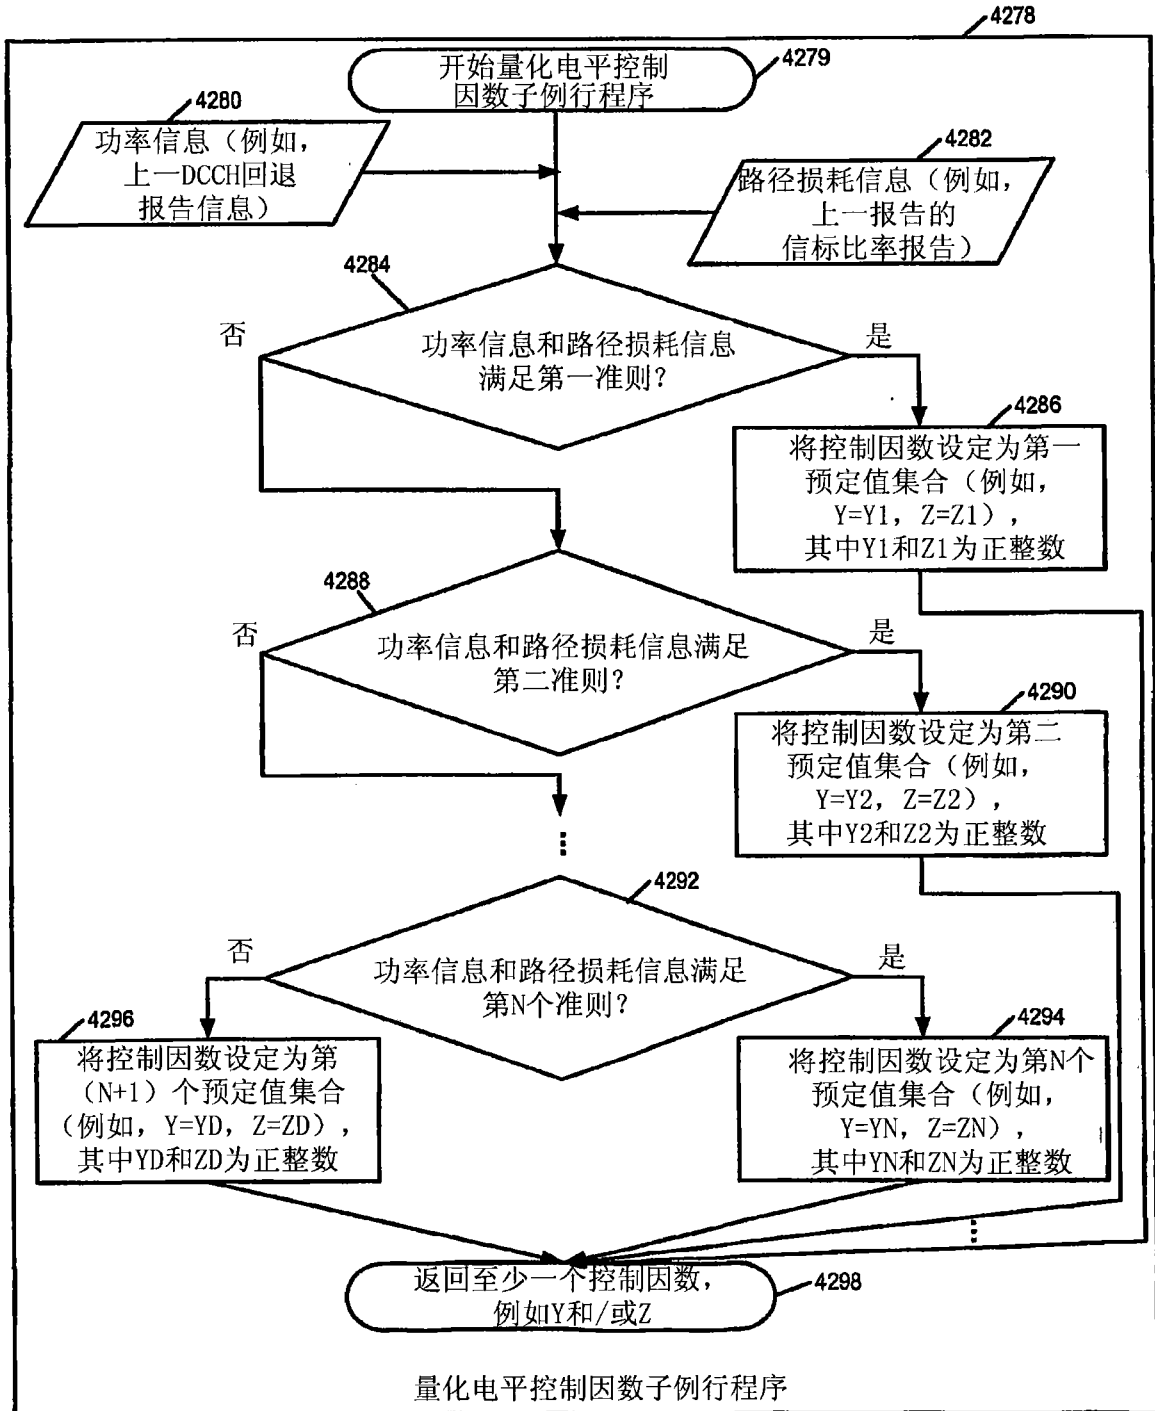 4278
开始量化电平控制
因数子例行程序
4279
4280
功率信息（例如，
上一DCCH回退
报告信息）
4282
路径损耗信息（例如，
上一报告的
信标比率报告）
4284
否
功率信息和路径损耗信息
满足第一准则？
是
4286
将控制因数设定为第一
预定值集合（例如，
Y=Y1，Z=Z1），
其中Y1和Z1为正整数
4288
否
功率信息和路径损耗信息满足
第二准则？
是
4290
将控制因数设定为第二
预定值集合（例如，
Y=Y2，Z=Z2），
其中Y2和Z2为正整数
4292
否
功率信息和路径损耗信息满足
第N个准则？
是
4296
将控制因数设定为第
（N+1）个预定值集合
（例如，Y=YD，Z=ZD），
其中YD和ZD为正整数
4294
将控制因数设定为第N个
预定值集合（例如，
Y=YN，Z=ZN），
其中YN和ZN为正整数
返回至少一个控制因数，
例如Y和/或Z
4298
量化电平控制因数子例行程序